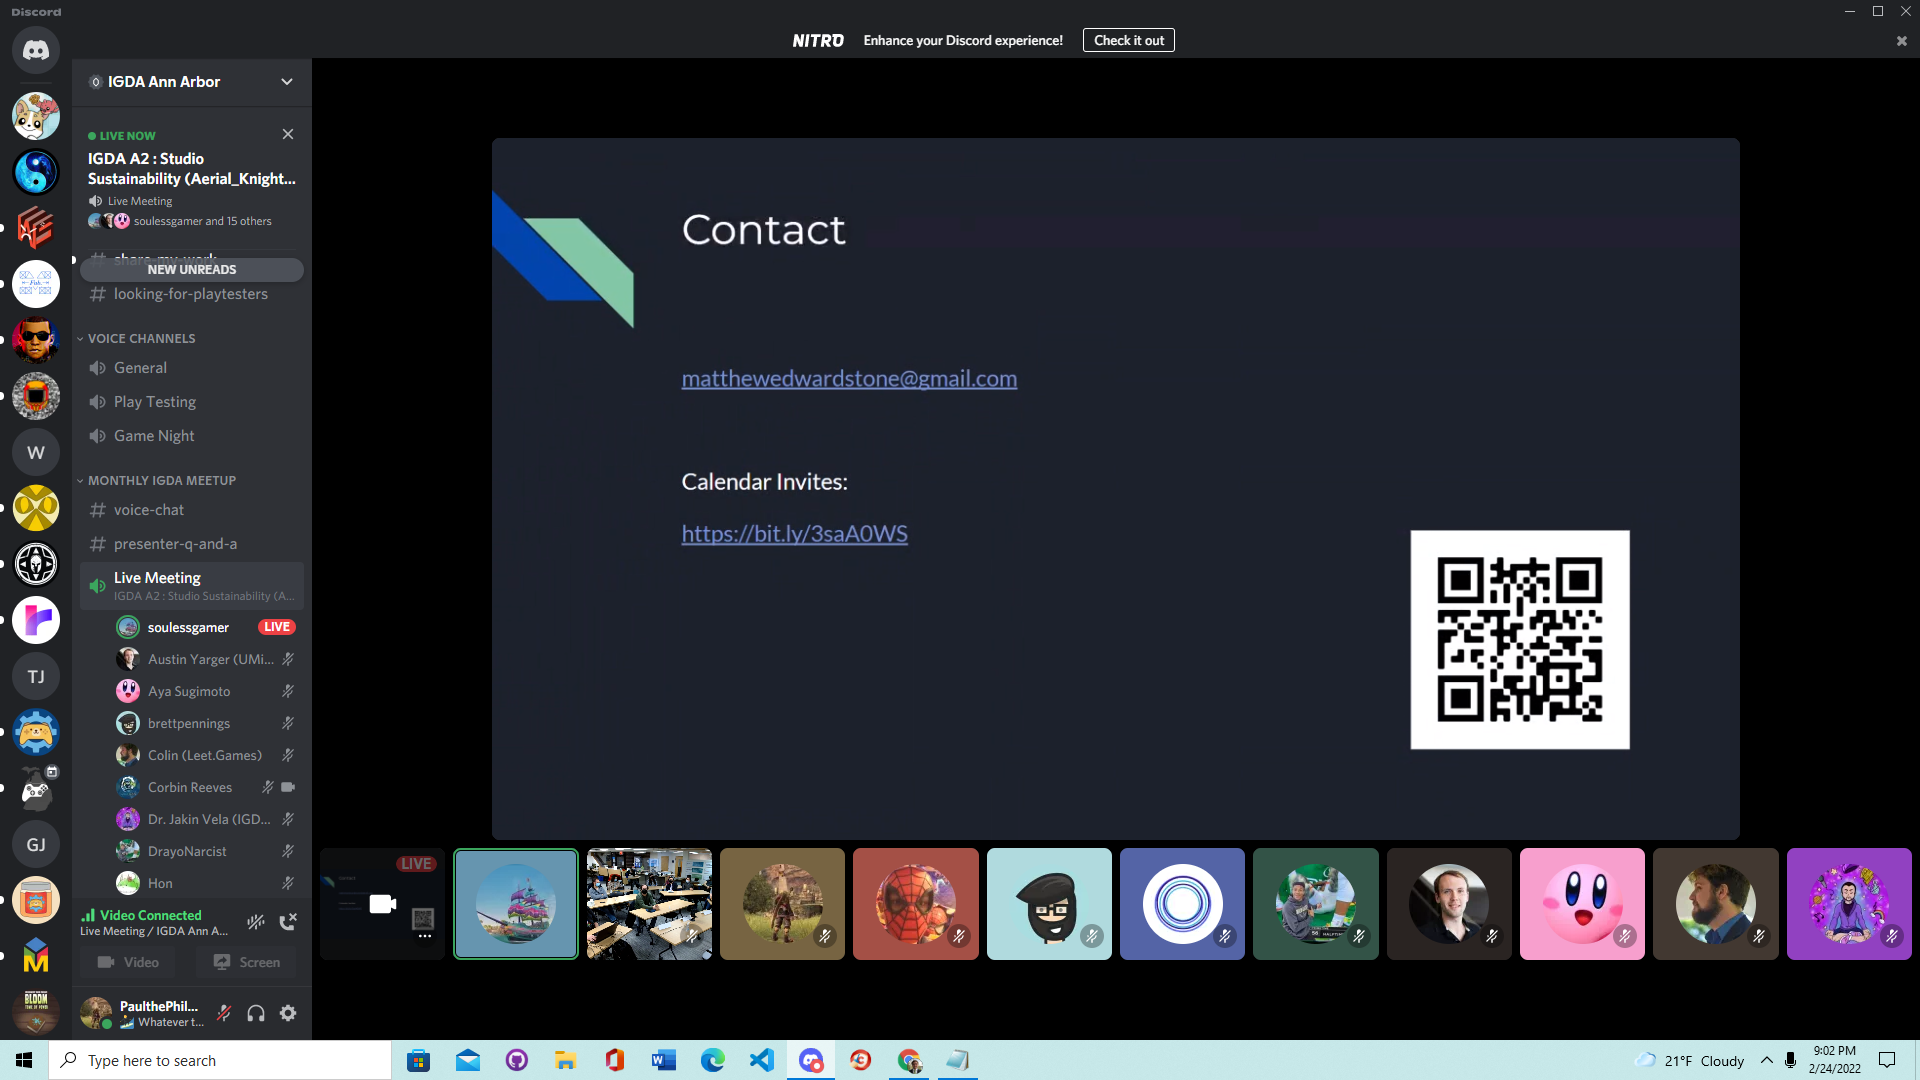 Discord
NITRO Enhance your Discord experience! Check it out
IGDA Ann Arbor
LIVE NOW
IGDA A2 : Studio
Sustainability (Aerial_Knight...
Live Meeting
soulessgamer and 15 others
share-my-work
NEW UNREADS
looking-for-playtesters
VOICE CHANNELS
General
Play Testing
Game Night
MONTHLY IGDA MEETUP
voice-chat
presenter-q-and-a
Live Meeting
IGDA A2 : Studio Sustainability (A...
soulessgamer LIVE
Austin Yarger (UMi...
Aya Sugimoto
brettpennings
Colin (Leet.Games)
Corbin Reeves
Dr. Jakin Vela (IGD...
DrayoNarcist
Hon
Video Connected
Live Meeting / IGDA Ann A...
Video Screen
PaulthePhil...
Whatever t...
W
TJ
GJ
BLOOM
Contact
matthewedwardstone@gmail.com
Calendar Invites:
https://bit.ly/3saA0WS
LIVE
Type here to search
21°F Cloudy
9:02 PM
2/24/2022